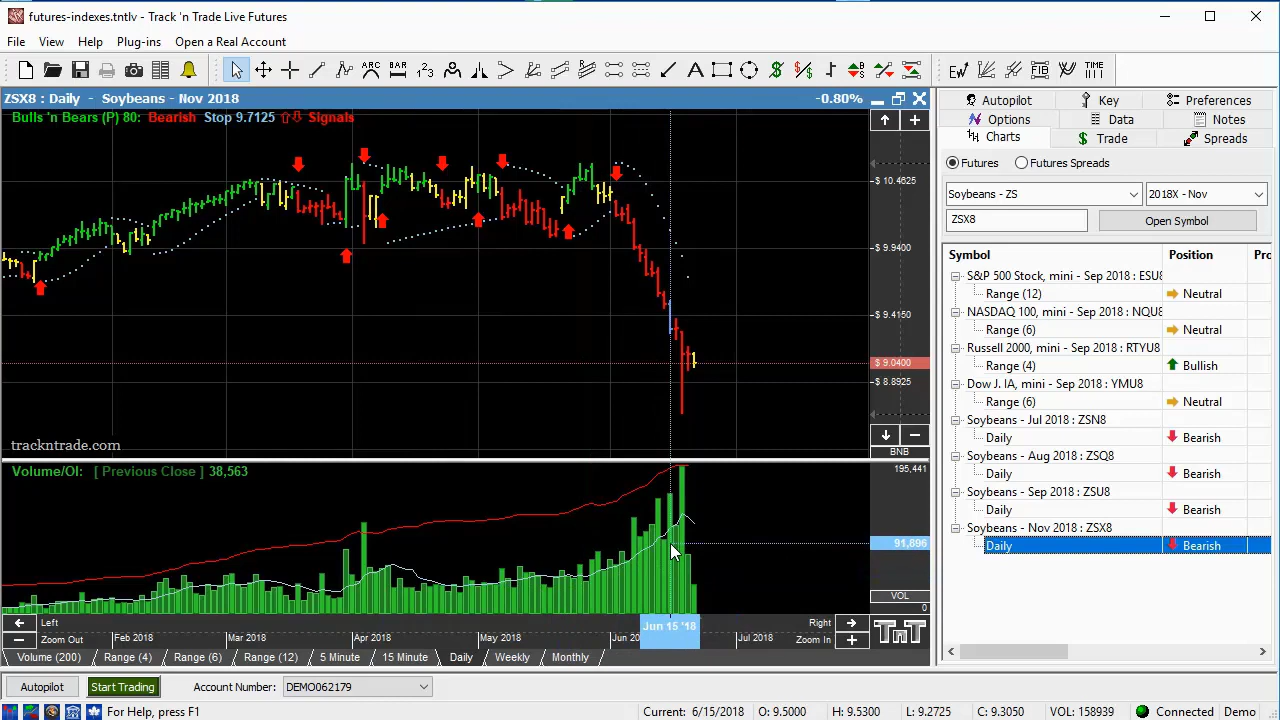 futures-indexes.tntlv - Track 'n Trade Live Futures
File View Help Plug-ins Open a Real Account
ARC BAR 1 2 3 TIME
ZSX8 : Daily - Soybeans - Nov 2018 -0.80%
Bulls 'n Bears (P) 80: Bearish Stop 9.7125 Signals
$ 10.4625
$ 9.9400
$ 9.4150
$ 9.0400
$ 8.8925
trackntrade.com
BNB
Volume/OI: [ Previous Close ] 38,563
195,441
91,896
VOL
0
Left Right
Zoom Out Feb 2018 Mar 2018 Apr 2018 May 2018 Jun 20 Jun 15 '18 Jul 2018 Zoom In
TNT
Volume (200) Range (4) Range (6) Range (12) 5 Minute 15 Minute Daily Weekly Monthly
Autopilot Key Preferences
Options Data Notes
Charts Trade Spreads
Futures Futures Spreads
Soybeans - ZS 2018X - Nov
ZSX8 Open Symbol
Symbol Position Pro
S&P 500 Stock, mini - Sep 2018 : ESU8
Range (12) Neutral
NASDAQ 100, mini - Sep 2018 : NQU8
Range (6) Neutral
Russell 2000, mini - Sep 2018 : RTYU8
Range (4) Bullish
Dow J. IA, mini - Sep 2018 : YMU8
Range (6) Neutral
Soybeans - Jul 2018 : ZSN8
Daily Bearish
Soybeans - Aug 2018 : ZSQ8
Daily Bearish
Soybeans - Sep 2018 : ZSU8
Daily Bearish
Soybeans - Nov 2018 : ZSX8
Daily Bearish
Autopilot Start Trading Account Number: DEMO062179
For Help, press F1 Current: 6/15/2018 O: 9.5000 H: 9.5300 L: 9.2725 C: 9.3050 VOL: 158939 Connected Demo